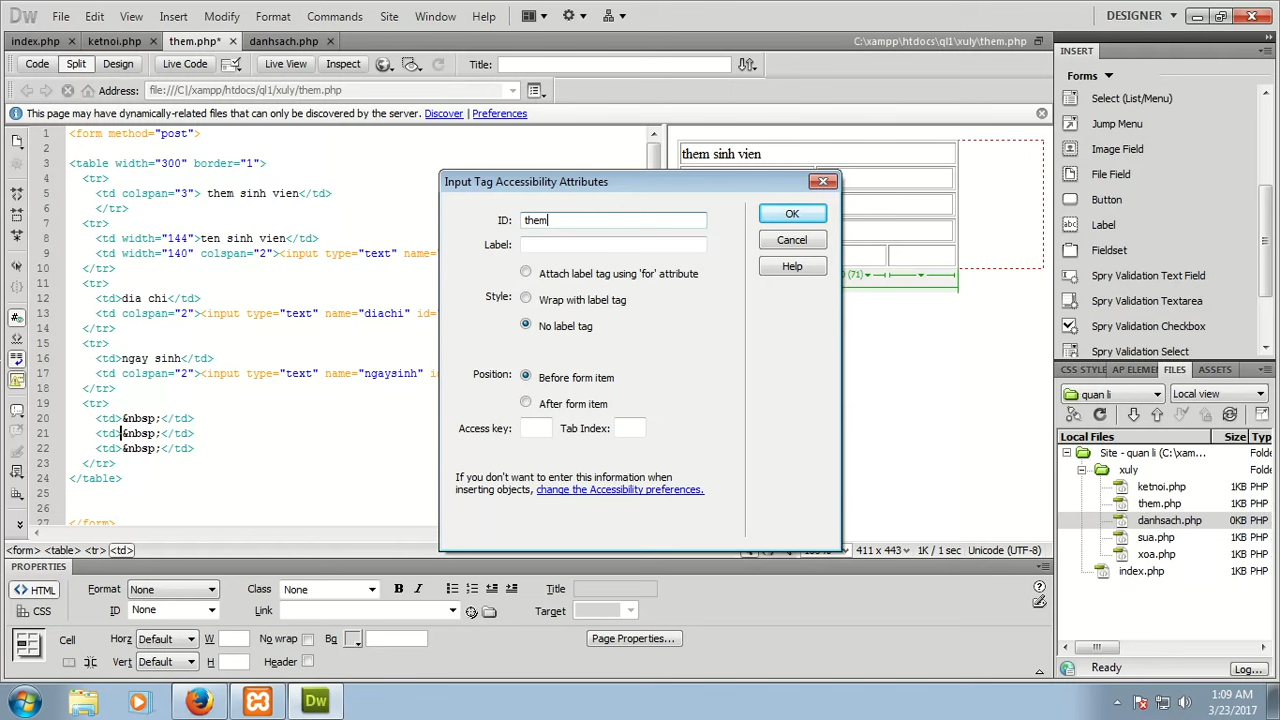 Dw File Edit View Insert Modify Format Commands Site Window Help DESIGNER
index.php ketnoi.php them.php* danhsach.php C:\xampp\htdocs\ql1\xuly\them.php
Code Split Design Live Code Live View Inspect Title:
Address: file:///C|/xampp/htdocs/ql1/xuly/them.php
This page may have dynamically-related files that can only be discovered by the server. Discover Preferences
1 <form method="post">
2
3 <table width="300" border="1">
4 <tr>
5 <td colspan="3"> them sinh vien</td>
6 </tr>
7 <tr>
8 <td width="144">ten sinh vien</td>
9 <td width="140" colspan="2"><input type="text" name=
10 </tr>
11 <tr>
12 <td>dia chi</td>
13 <td colspan="2"><input type="text" name="diachi" id=
14 </tr>
15 <tr>
16 <td>ngay sinh</td>
17 <td colspan="2"><input type="text" name="ngaysinh" i
18 </tr>
19 <tr>
20 <td>&nbsp;</td>
21 <td>&nbsp;</td>
22 <td>&nbsp;</td>
23 </tr>
24 </table>
25
26
27 </form>
them sinh vien
(71)
Input Tag Accessibility Attributes
ID: them
Label:
Style:
Attach label tag using 'for' attribute
Wrap with label tag
No label tag
Position:
Before form item
After form item
Access key: Tab Index:
If you don't want to enter this information when
inserting objects, change the Accessibility preferences.
OK
Cancel
Help
INSERT
Forms
Select (List/Menu)
Jump Menu
Image Field
File Field
Button
Label
Fieldset
Spry Validation Text Field
Spry Validation Textarea
Spry Validation Checkbox
Spry Validation Select
CSS STYLE AP ELEMEN FILES ASSETS
quan li Local view
Local Files Size Type
Site - quan li (C:\xam... Folde
xuly Folde
ketnoi.php 1KB PHP
them.php 1KB PHP
danhsach.php 0KB PHP
sua.php 1KB PHP
xoa.php 1KB PHP
index.php 1KB PHP
Ready Log...
<form> <table> <tr> <td> 411 x 443 1K / 1 sec Unicode (UTF-8)
PROPERTIES
HTML Format None Class None B I Title
CSS ID None Link Target
Cell Horz Default W No wrap Bg Page Properties...
Vert Default H Header
1:09 AM
3/23/2017